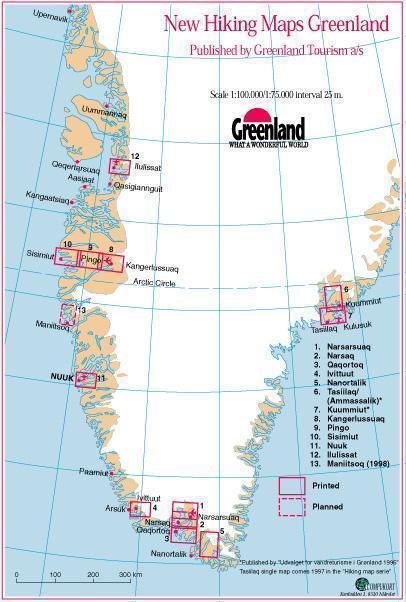 New Hiking Maps Greenland
Published by Greenland Tourism a/s
Scale 1:100.000/1:75.000 interval 25 m.
Greenland
WHAT A WONDERFUL WORLD
Upernavik
Uummannaq
12
Ilulissat
Qeqertarsuaq
Aasiaat
Qasigiannguit
Kangaatsiaq
10
9
8
Sisimiut
Pingo
Kangerlussuaq
Arctic Circle
13
Maniitsoq
6
Kuummiut
7
Tasiilaq
Kulusuk
NUUK
11
1. Narsarsuaq
2. Narsaq
3. Qaqortoq
4. Ivittuut
5. Nanortalik
6. Tasiilaq/
(Ammassalik)*
7. Kuummiut*
8. Kangerlussuaq
9. Pingo
10. Sisimiut
11. Nuuk
12. Ilulissat
13. Maniitsoq (1998)
Printed
Planned
Paamiut
Ivittuut
Arsuk
4
1
Narsarsuaq
Narsaq
2
Qaqortoq
3
5
Nanortalik
*Published by "Udvalget for vandreturisme i Grønland 1996"
Tasiilaq single map comes 1997 in the "Hiking map serie"
0 100 200 300 km
COMPUKORT